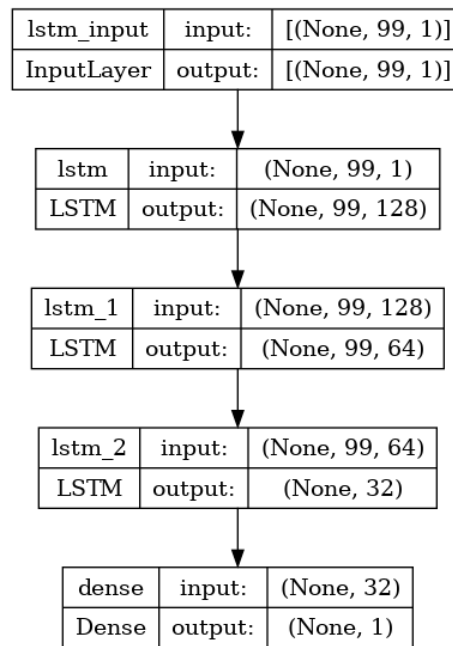 lstm_input input: [(None, 99, 1)]
InputLayer output: [(None, 99, 1)]
lstm input: (None, 99, 1)
LSTM output: (None, 99, 128)
lstm_1 input: (None, 99, 128)
LSTM output: (None, 99, 64)
lstm_2 input: (None, 99, 64)
LSTM output: (None, 32)
dense input: (None, 32)
Dense output: (None, 1)